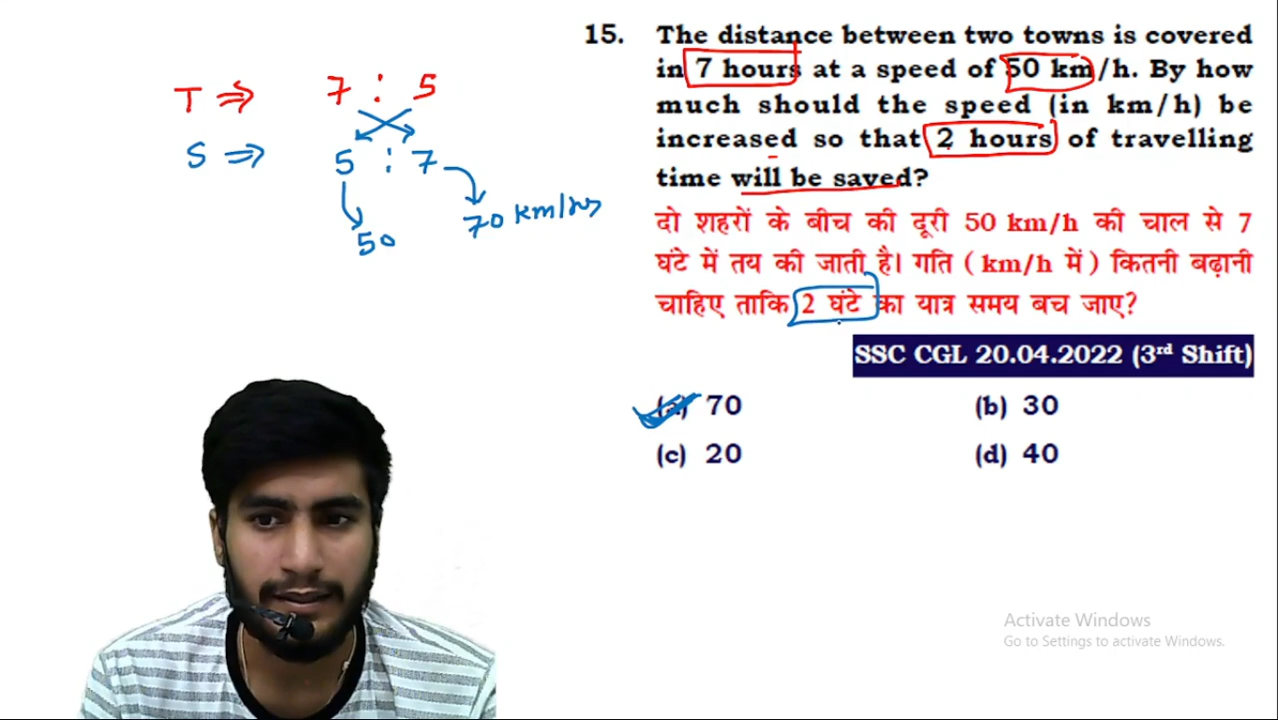 T ⇒ 7 : 5
S ⇒ 5 : 7
50
70 km/hr
15. The distance between two towns is covered
in 7 hours at a speed of 50 km/h. By how
much should the speed (in km/h) be
increased so that 2 hours of travelling
time will be saved?
दो शहरों के बीच की दूरी 50 km/h की चाल से 7
घंटे में तय की जाती है। गति ( km/h में ) कितनी बढ़ानी
चाहिए ताकि 2 घंटे का यात्र समय बच जाए?
SSC CGL 20.04.2022 (3rd Shift)
(a) 70 (b) 30
(c) 20 (d) 40
Activate Windows
Go to Settings to activate Windows.